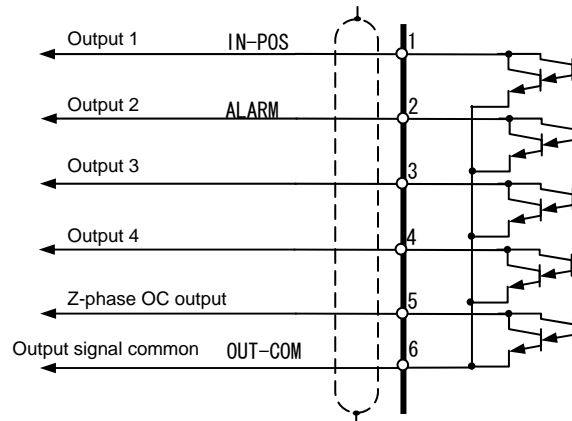 Output 1 IN-POS 1
Output 2 ALARM 2
Output 3 3
Output 4 4
Z-phase OC output 5
Output signal common OUT-COM 6